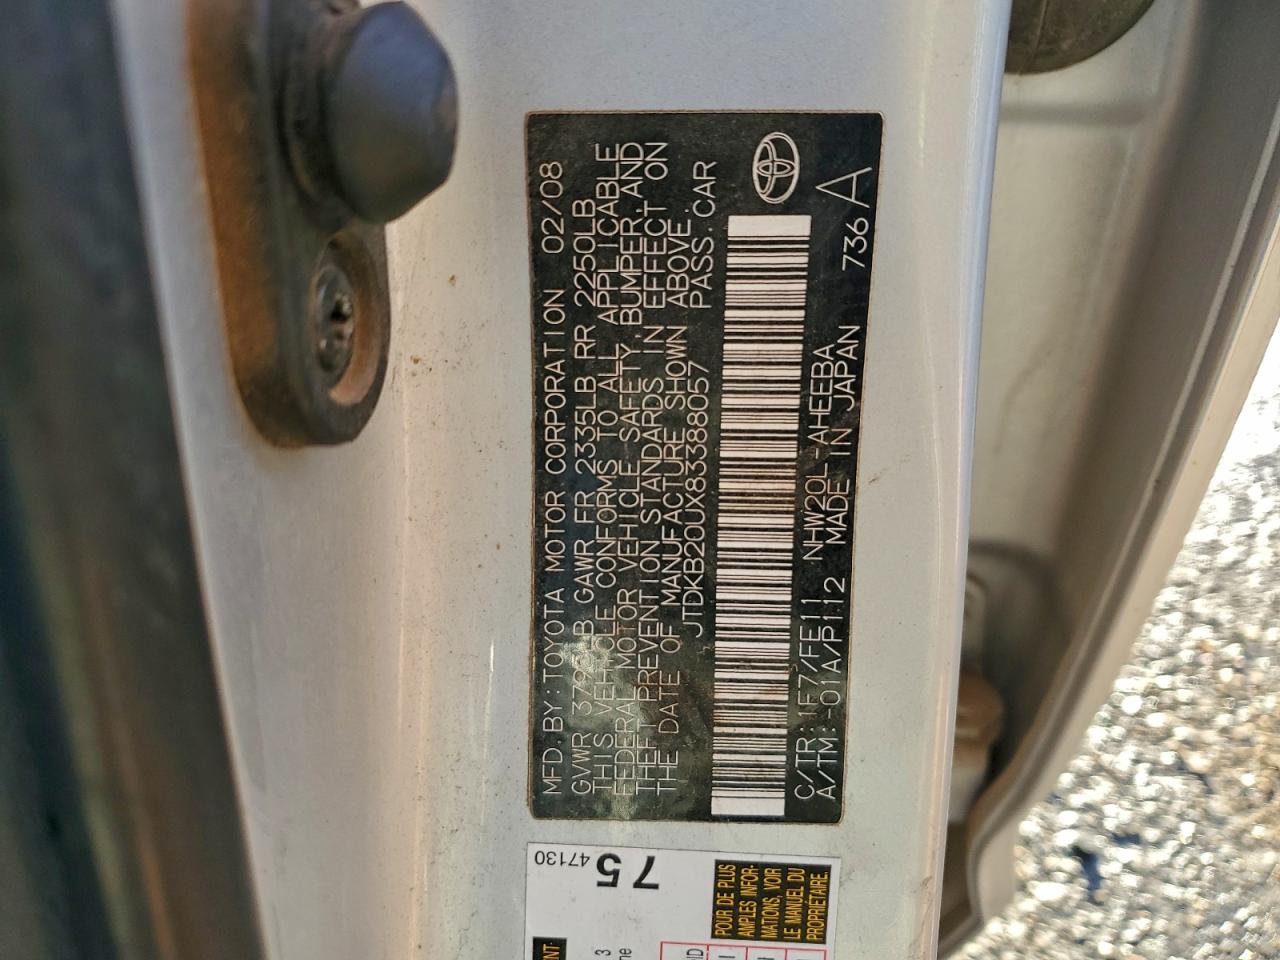 MFD. BY: TOYOTA MOTOR CORPORATION 02/08
GVWR 3795LB GAWR FR 2335LB RR 2250LB
THIS VEHICLE CONFORMS TO ALL APPLICABLE
FEDERAL MOTOR VEHICLE SAFETY, BUMPER, AND
THEFT PREVENTION STANDARDS IN EFFECT ON
THE DATE OF MANUFACTURE SHOWN ABOVE.
JTDKB20UX83388057 PASS. CAR
C/TR: 1F7/FE11 NHW20L-AHEEBA
A/TM: -01A/P112 MADE IN JAPAN 736 A
75
47130
POUR DE PLUS
AMPLES INFOR-
MATIONS, VOIR
LE MANUEL DU
PROPRIÉTAIRE
3